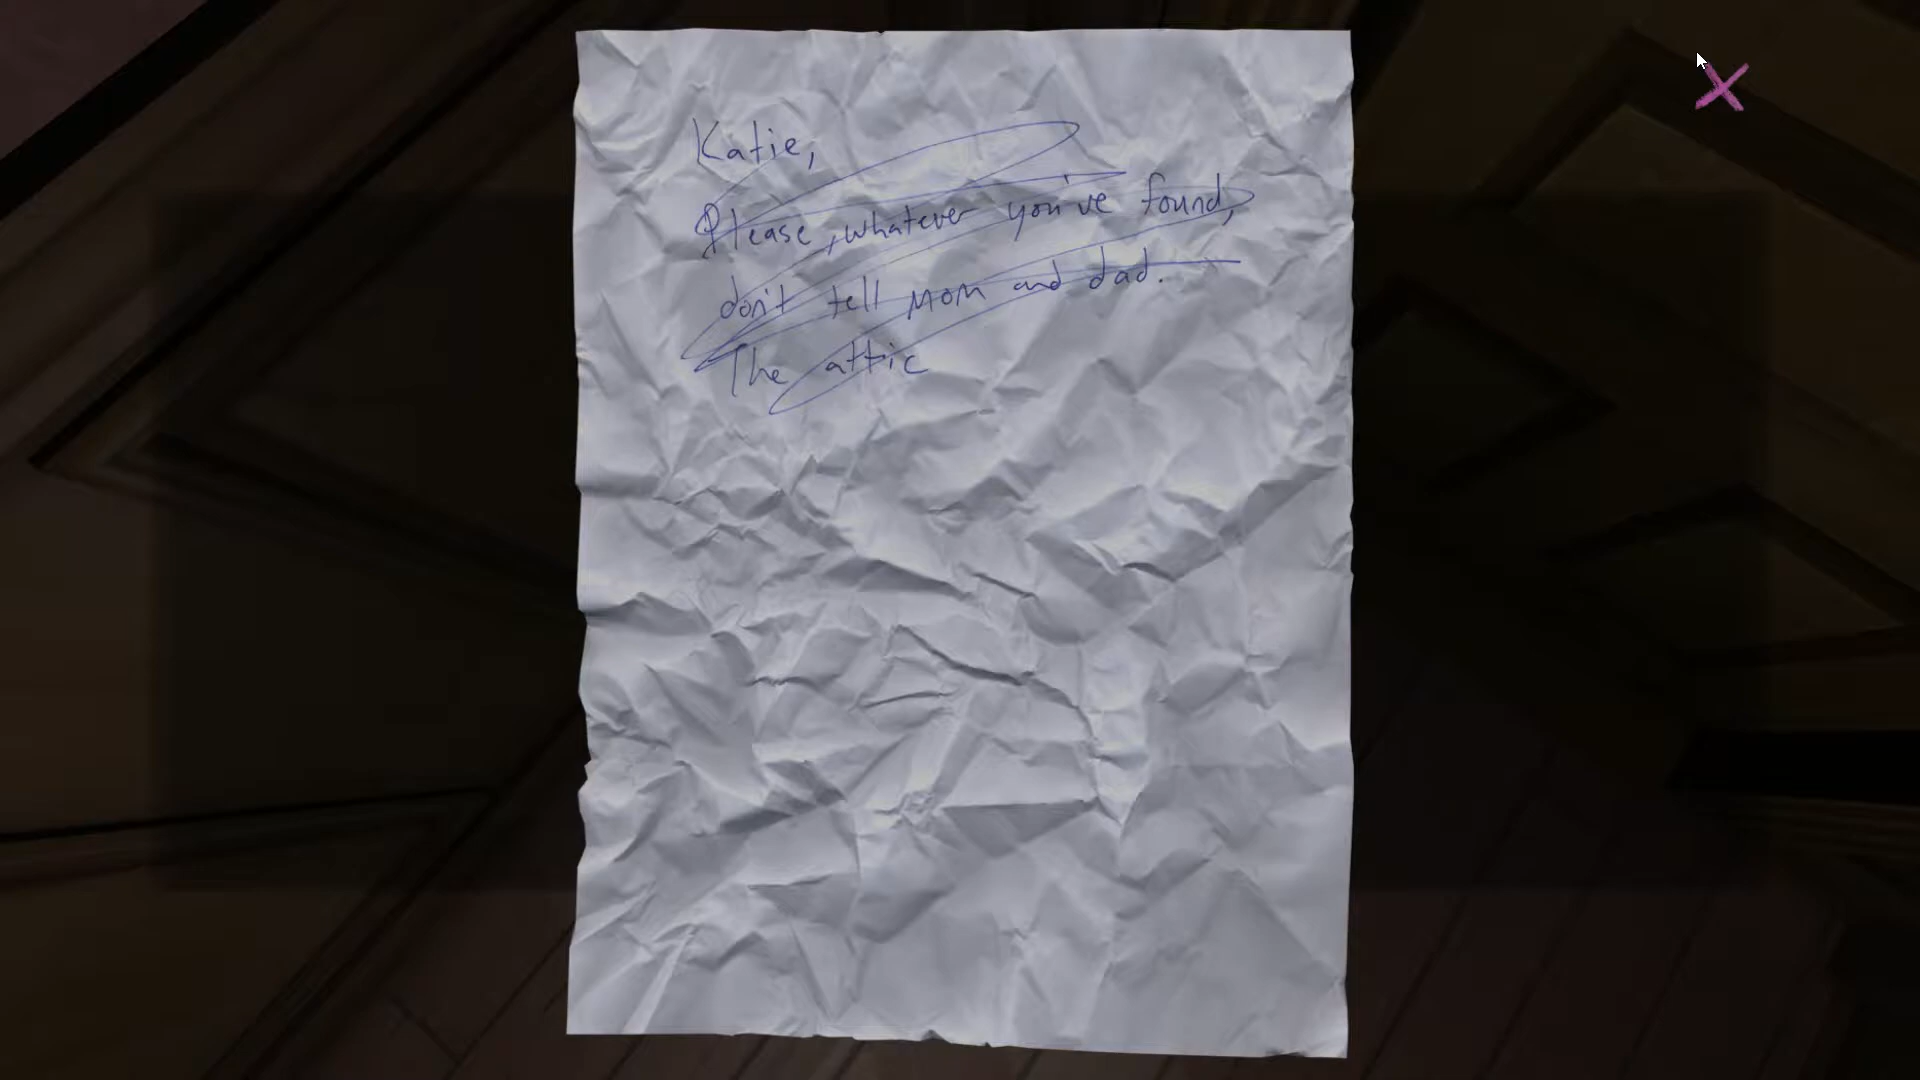 Katie,
Please, whatever you've found,
don't tell Mom and dad.
The attic